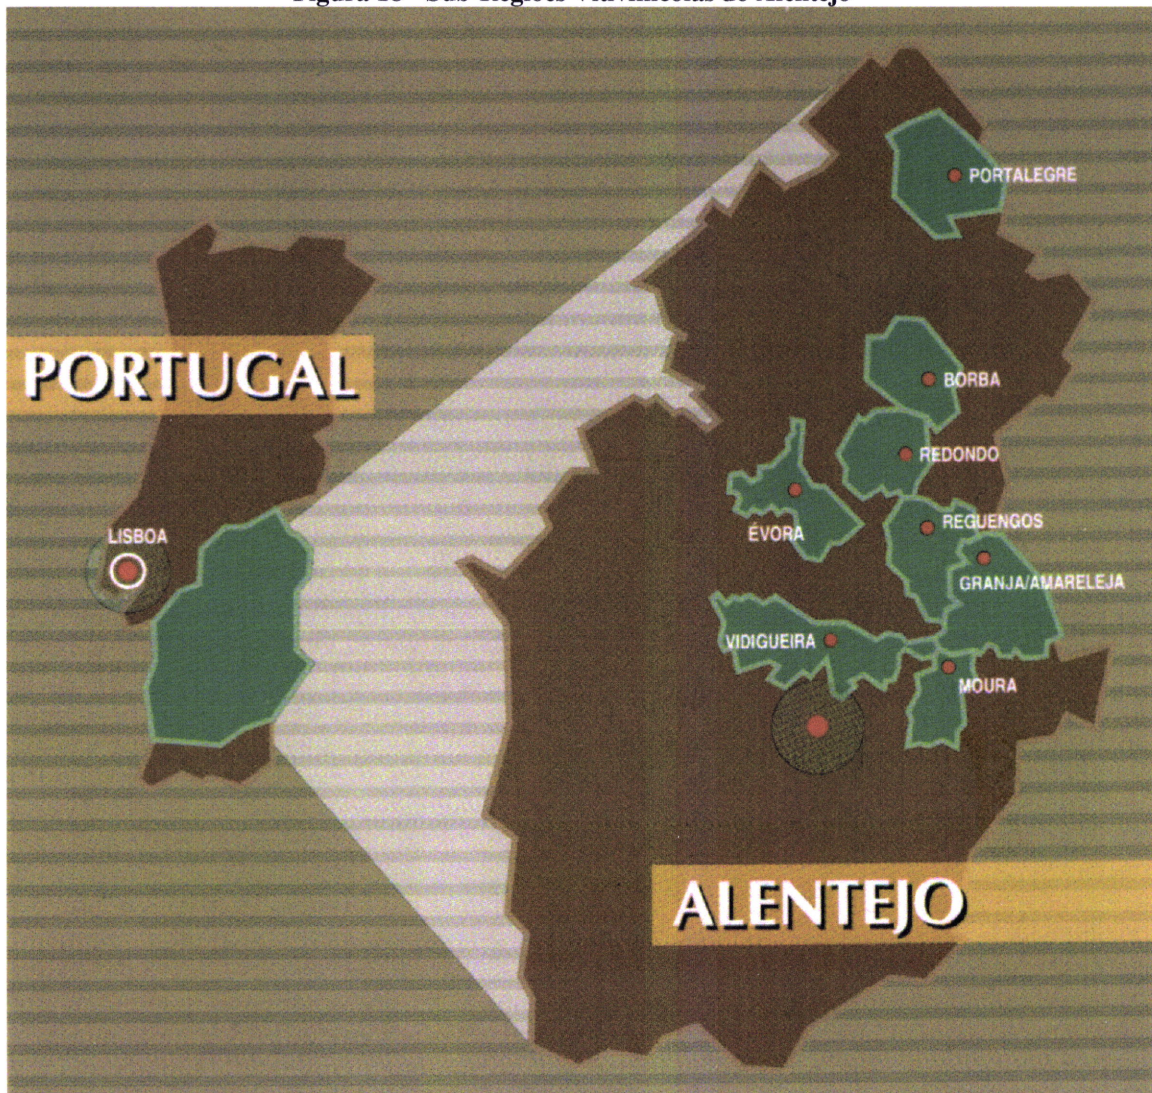 PORTALEGRE
PORTUGAL
BORBA
REDONDO
ÉVORA
REGUENGOS
LISBOA
GRANJA/AMARELEJA
VIDIGUEIRA
MOURA
ALENTEJO